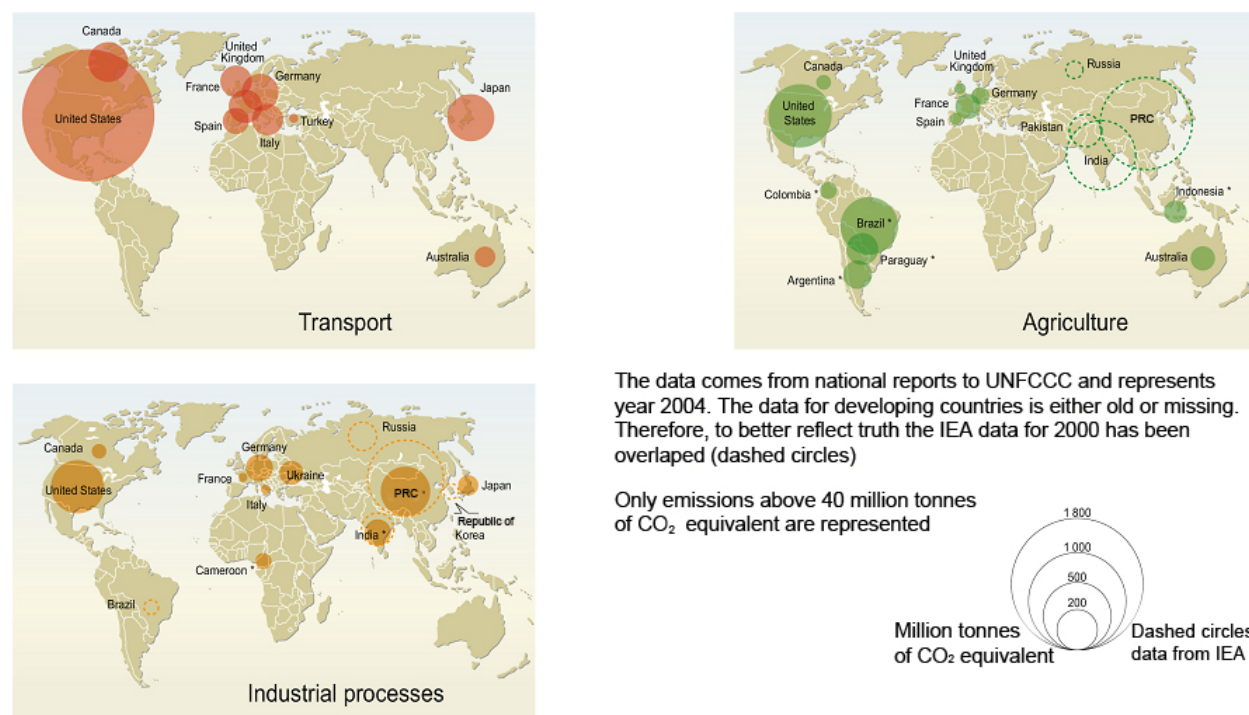 Canada
United
Kingdom
France
Germany
Japan
United States
Spain
Turkey
Italy
Australia
Transport
Canada
United
Kingdom
Russia
United
States
Germany
France
Spain
Pakistan
PRC
India
Colombia *
Indonesia *
Brazil *
Paraguay *
Argentina *
Australia
Agriculture
Russia
Canada
Germany
Ukraine
France
United States
Italy
PRC *
Japan
Republic of
Korea
India *
Cameroon *
Brazil
Industrial processes
The data comes from national reports to UNFCCC and represents
year 2004. The data for developing countries is either old or missing.
Therefore, to better reflect truth the IEA data for 2000 has been
overlaped (dashed circles)
Only emissions above 40 million tonnes
of CO₂ equivalent are represented
1 800
1 000
500
200
Million tonnes
of CO₂ equivalent
Dashed circles
data from IEA